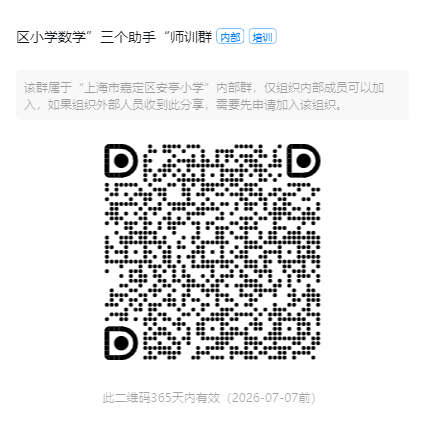 区小学数学”三个助手“师训群 内部 培训
该群属于“上海市嘉定区安亭小学”内部群，仅组织内部成员可以加
入，如果组织外部人员收到此分享，需要先申请加入该组织。
此二维码365天内有效（2026-07-07前）